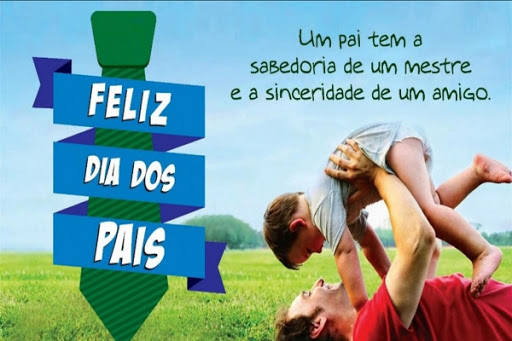 FELIZ
DIA DOS
PAIS
Um pai tem a
sabedoria de um mestre
e a sinceridade de um amigo.